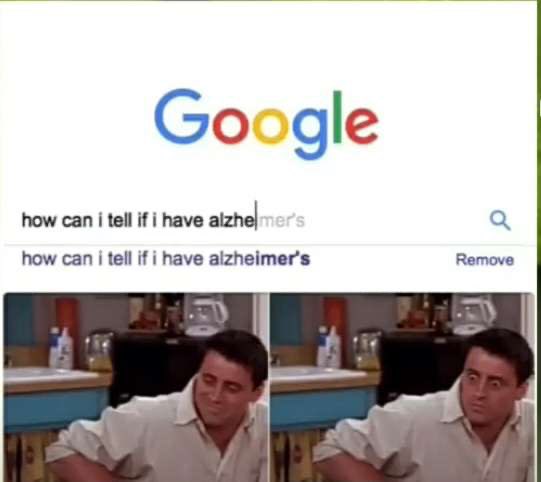 Google
how can i tell if i have alzheimer's
how can i tell if i have alzheimer's Remove